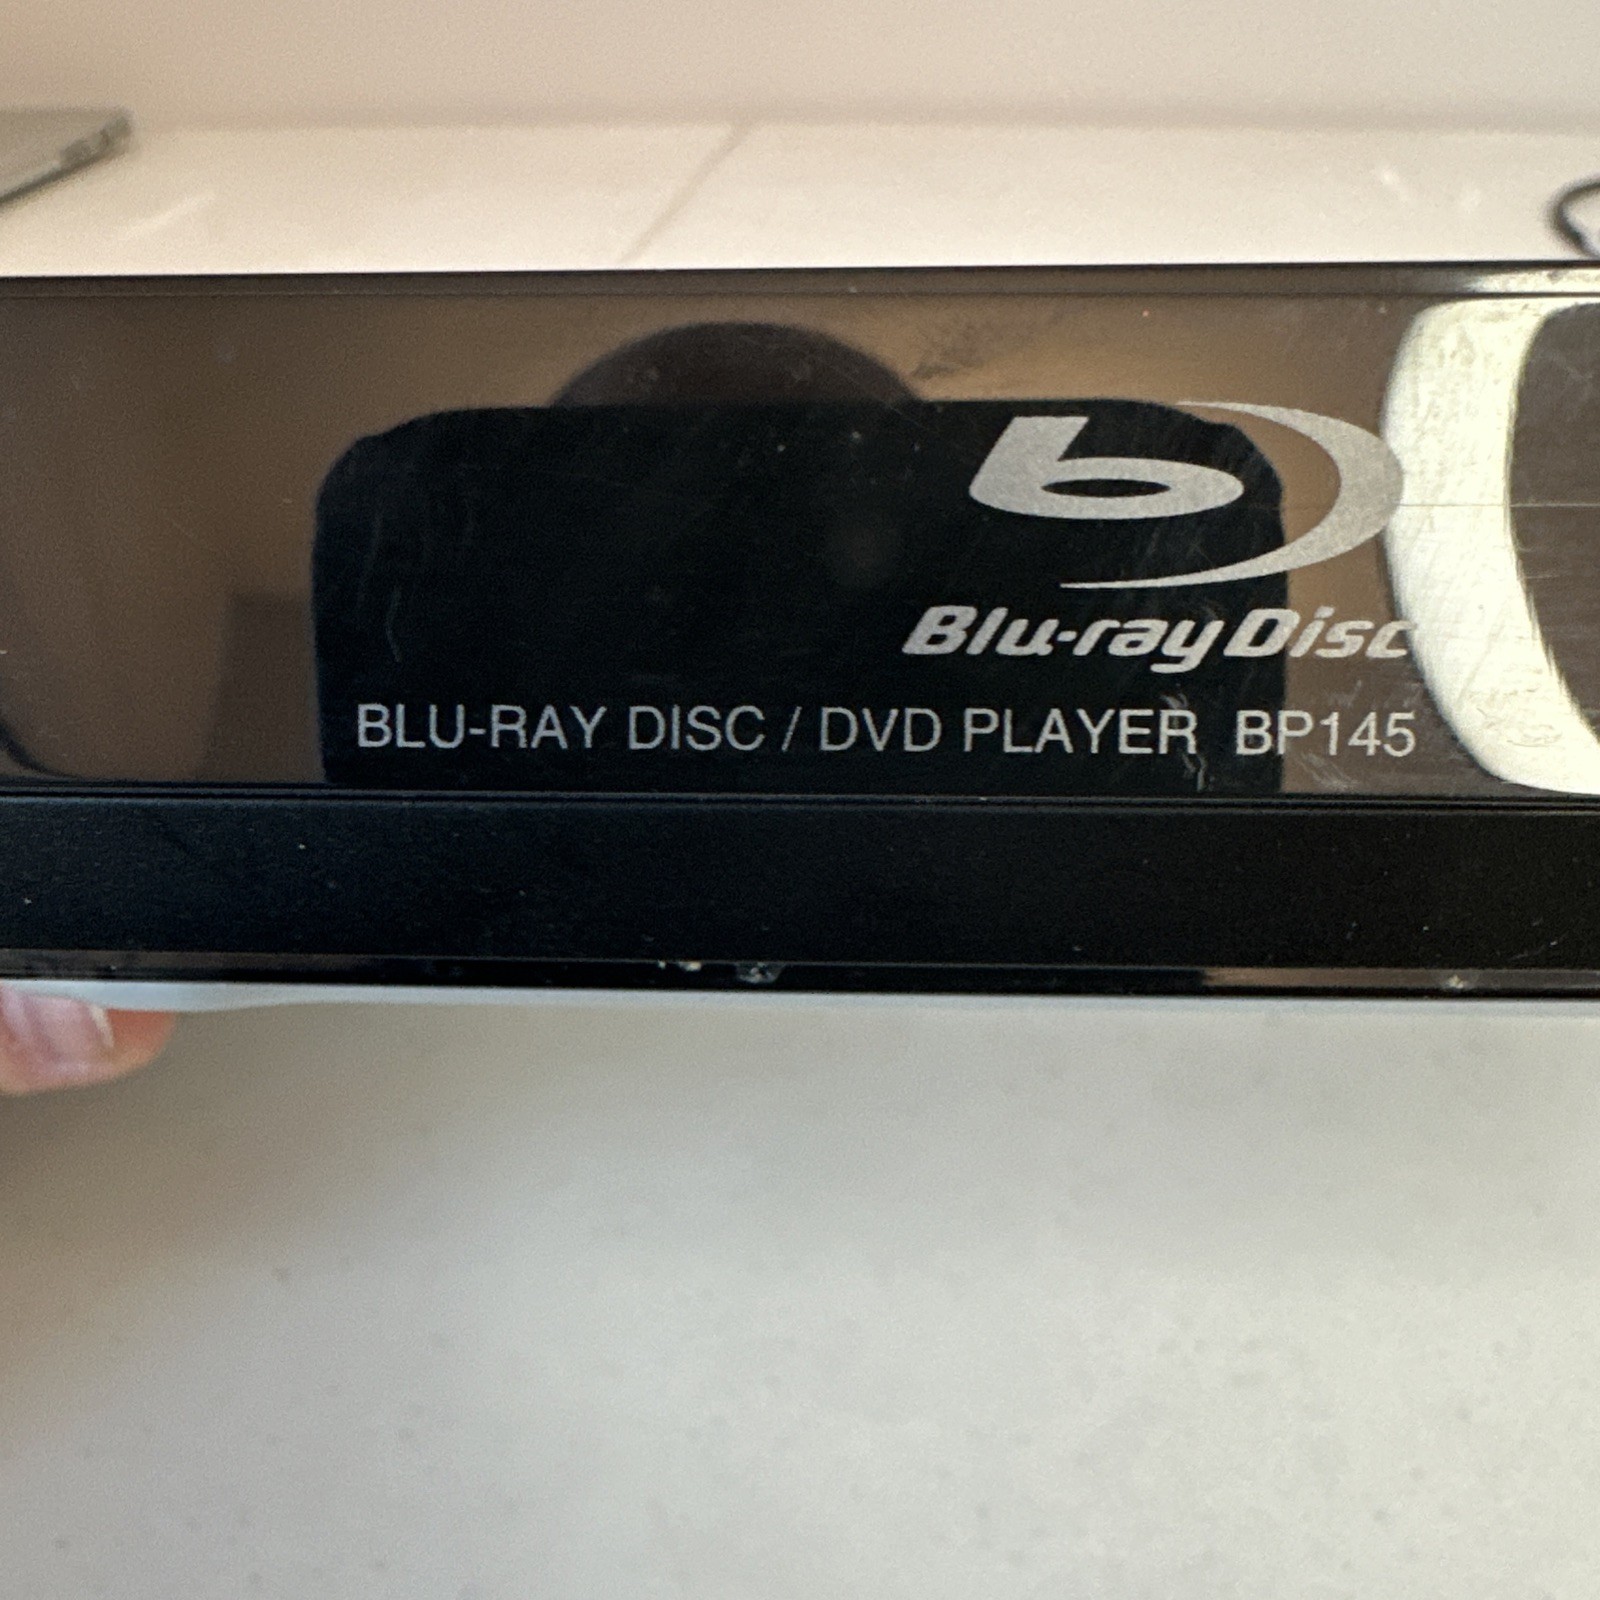 Blu-ray Disc
BLU-RAY DISC / DVD PLAYER BP145